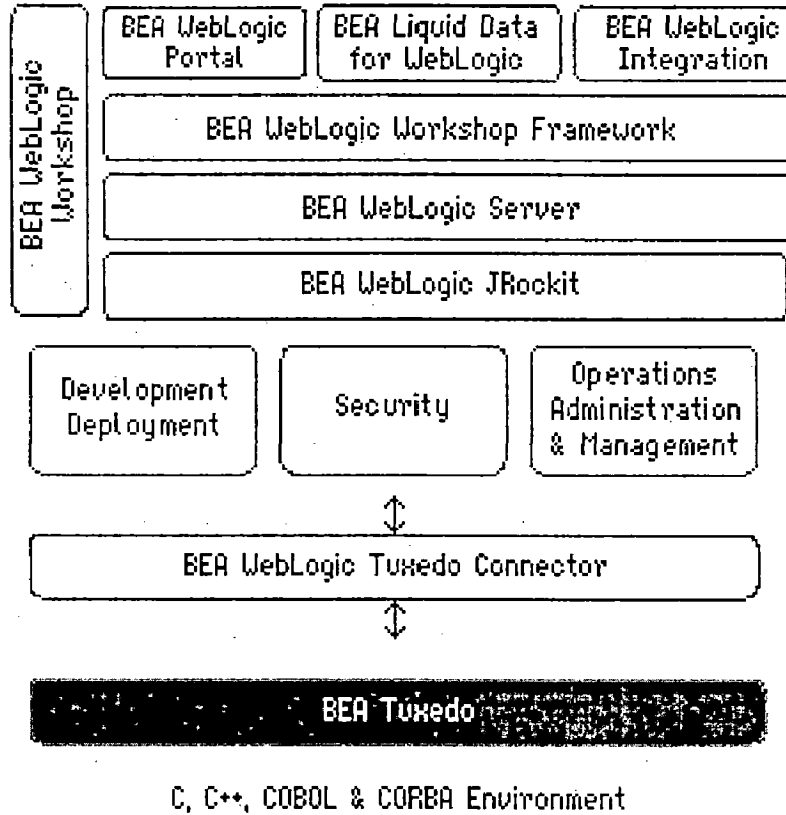 BEA WebLogic
Portal
BEA Liquid Data
for WebLogic
BEA WebLogic
Integration
BEA WebLogic
Workshop
BEA WebLogic Workshop Framework
BEA WebLogic Server
BEA WebLogic JRockit
Development
Deployment
Security
Operations
Administration
& Management
BEA WebLogic Tuxedo Connector
BEA Tuxedo
C, C++, COBOL & CORBA Environment